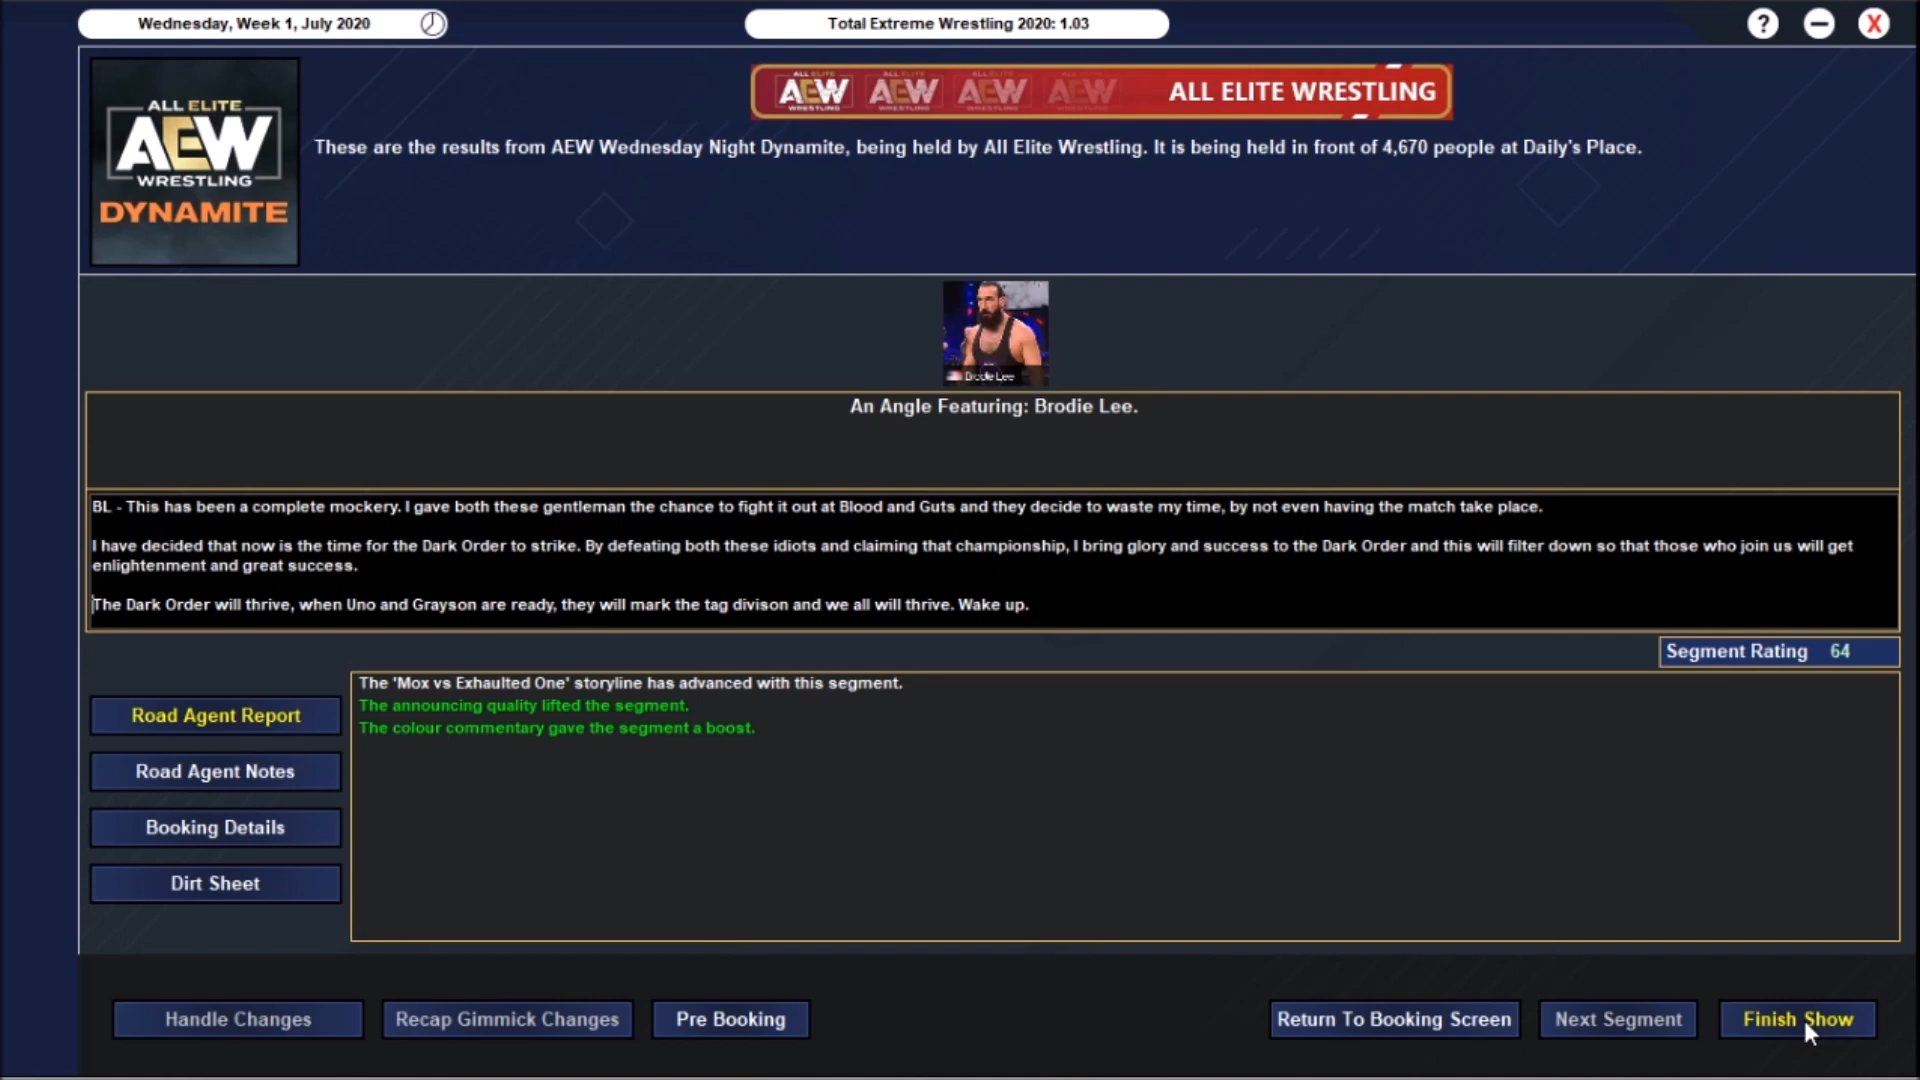 Wednesday, Week 1, July 2020
Total Extreme Wrestling 2020: 1.03
?
X
ALL ELITE
AEW
WRESTLING
DYNAMITE
ALL ELITE
AEW
WRESTLING
AEW
AEW
AEW
ALL ELITE WRESTLING
These are the results from AEW Wednesday Night Dynamite, being held by All Elite Wrestling. It is being held in front of 4,670 people at Daily's Place.
Brodie Lee
An Angle Featuring: Brodie Lee.
BL - This has been a complete mockery. I gave both these gentleman the chance to fight it out at Blood and Guts and they decide to waste my time, by not even having the match take place.
I have decided that now is the time for the Dark Order to strike. By defeating both these idiots and claiming that championship, I bring glory and success to the Dark Order and this will filter down so that those who join us will get
enlightenment and great success.
The Dark Order will thrive, when Uno and Grayson are ready, they will mark the tag divison and we all will thrive. Wake up.
Segment Rating 64
The 'Mox vs Exhaulted One' storyline has advanced with this segment.
The announcing quality lifted the segment.
The colour commentary gave the segment a boost.
Road Agent Report
Road Agent Notes
Booking Details
Dirt Sheet
Handle Changes
Recap Gimmick Changes
Pre Booking
Return To Booking Screen
Next Segment
Finish Show